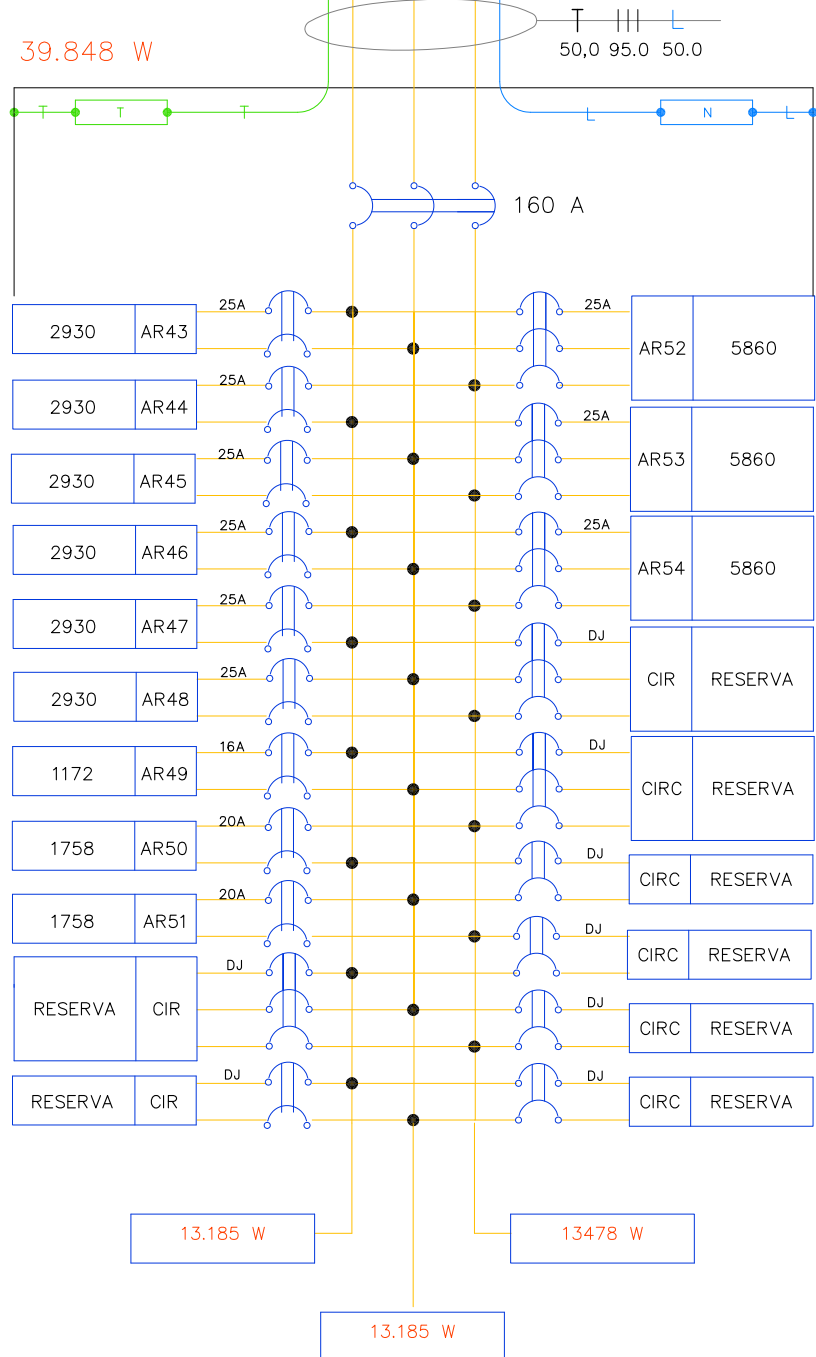 T L
50,0 95.0 50.0
39.848 W
T T T L N L
160 A
25A 25A
2930 AR43 AR52 5860
25A
2930 AR44
25A
25A AR53 5860
2930 AR45
25A 25A
2930 AR46 AR54 5860
25A
2930 AR47
DJ
25A CIR RESERVA
2930 AR48
16A DJ
1172 AR49 CIRC RESERVA
20A
1758 AR50
DJ
CIRC RESERVA
20A
1758 AR51
DJ
CIRC RESERVA
DJ
RESERVA CIR
DJ
CIRC RESERVA
DJ DJ
RESERVA CIR CIRC RESERVA
13.185 W 13478 W
13.185 W